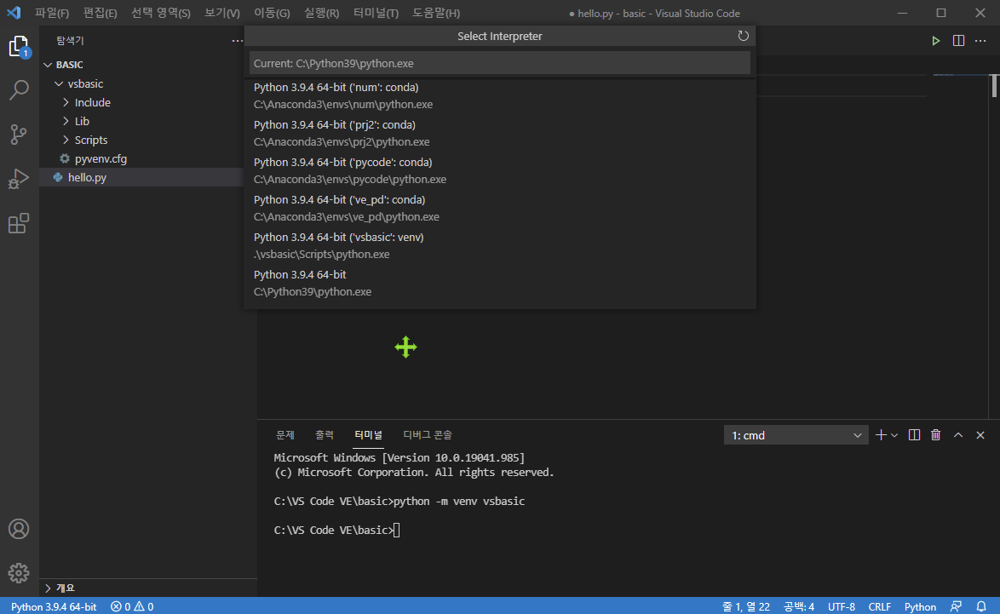 파일(F) 편집(E) 선택 영역(S) 보기(V) 이동(G) 실행(R) 터미널(T) 도움말(H) ● hello.py - basic - Visual Studio Code
탐색기
1
BASIC
vsbasic
Include
Lib
Scripts
pyvenv.cfg
hello.py
Select Interpreter
Current: C:\Python39\python.exe
Python 3.9.4 64-bit ('num': conda)
C:\Anaconda3\envs\num\python.exe
Python 3.9.4 64-bit ('prj2': conda)
C:\Anaconda3\envs\prj2\python.exe
Python 3.9.4 64-bit ('pycode': conda)
C:\Anaconda3\envs\pycode\python.exe
Python 3.9.4 64-bit ('ve_pd': conda)
C:\Anaconda3\envs\ve_pd\python.exe
Python 3.9.4 64-bit ('vsbasic': venv)
.\vsbasic\Scripts\python.exe
Python 3.9.4 64-bit
C:\Python39\python.exe
문제 출력 터미널 디버그 콘솔 1: cmd
Microsoft Windows [Version 10.0.19041.985]
(c) Microsoft Corporation. All rights reserved.
C:\VS Code VE\basic>python -m venv vsbasic
C:\VS Code VE\basic>
개요
Python 3.9.4 64-bit 0 0 줄 1, 열 22 공백: 4 UTF-8 CRLF Python